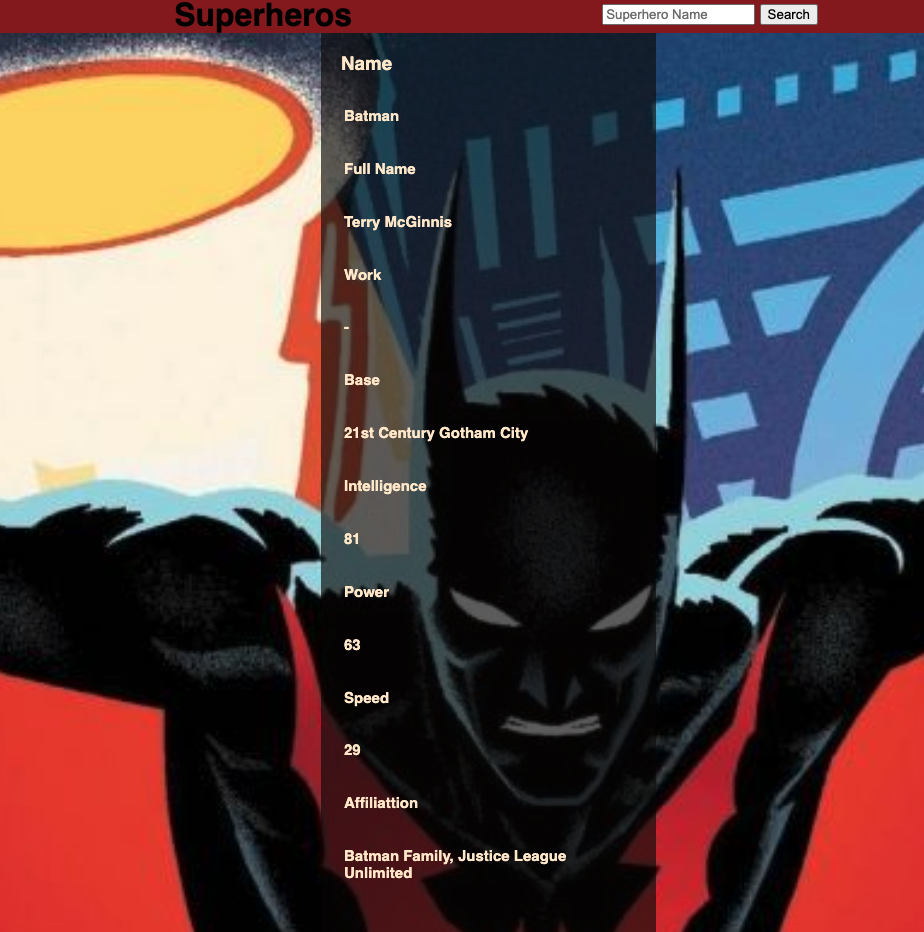 Superheros
Superhero Name
Search
Name
Batman
Full Name
Terry McGinnis
Work
-
Base
21st Century Gotham City
Intelligence
81
Power
63
Speed
29
Affiliattion
Batman Family, Justice League
Unlimited